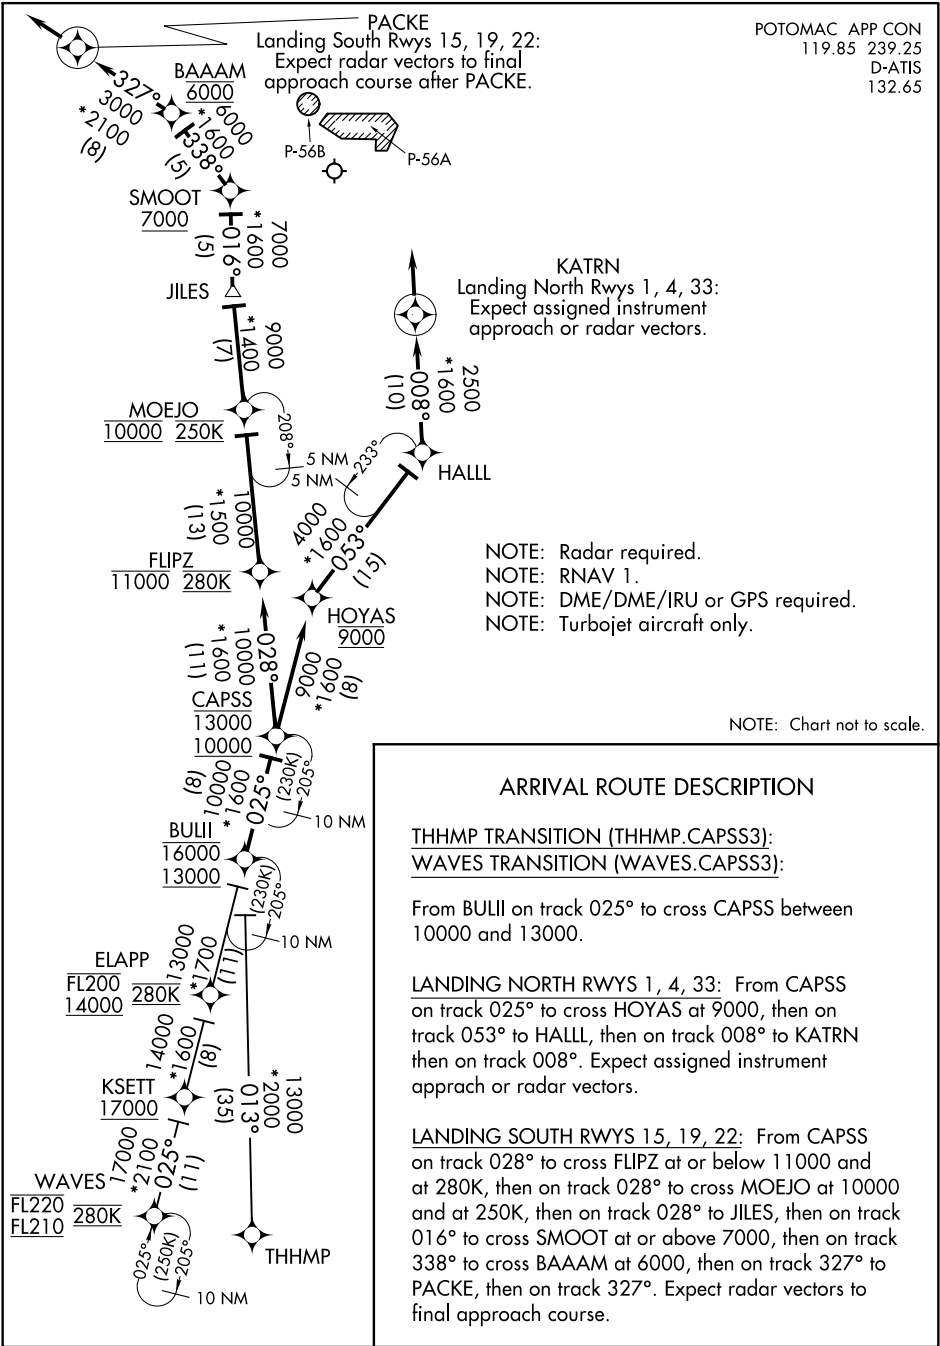 PACKE
Landing South Rwys 15, 19, 22:
Expect radar vectors to final
approach course after PACKE.
POTOMAC APP CON
119.85 239.25
D-ATIS
132.65
BAAAM
6000
327°
3000
*2100
(8)
6000
*1600
338°
(5)
P-56B
P-56A
SMOOT
7000
7000
*1600
016°
(5)
JILES
KATRN
Landing North Rwys 1, 4, 33:
Expect assigned instrument
approach or radar vectors.
9000
*1400
(7)
2500
*1600
008°
(10)
MOEJO
10000 250K
208°
5 NM
5 NM
233°
HALLL
10000
*1500
(13)
4000
*1600
053°
(15)
FLIPZ
11000 280K
HOYAS
9000
NOTE: Radar required.
NOTE: RNAV 1.
NOTE: DME/DME/IRU or GPS required.
NOTE: Turbojet aircraft only.
028°
10000
*1600
(11)
9000
*1600
(8)
CAPSS
13000
10000
NOTE: Chart not to scale.
(230K)
205°
10 NM
025°
10000
*1600
(8)
BULII
16000
13000
(230K)
205°
10 NM
13000
*1700
(11)
ELAPP
FL200
14000
280K
14000
*1600
(8)
KSETT
17000
13000
*2000
013°
(35)
17000
*2100
025°
(11)
WAVES
FL220
FL210
280K
025°
(250K)
205°
10 NM
THHMP
ARRIVAL ROUTE DESCRIPTION
THHMP TRANSITION (THHMP.CAPSS3):
WAVES TRANSITION (WAVES.CAPSS3):
From BULII on track 025° to cross CAPSS between
10000 and 13000.
LANDING NORTH RWYS 1, 4, 33: From CAPSS
on track 025° to cross HOYAS at 9000, then on
track 053° to HALLL, then on track 008° to KATRN
then on track 008°. Expect assigned instrument
apprach or radar vectors.
LANDING SOUTH RWYS 15, 19, 22: From CAPSS
on track 028° to cross FLIPZ at or below 11000 and
at 280K, then on track 028° to cross MOEJO at 10000
and at 250K, then on track 028° to JILES, then on track
016° to cross SMOOT at or above 7000, then on track
338° to cross BAAAM at 6000, then on track 327° to
PACKE, then on track 327°. Expect radar vectors to
final approach course.